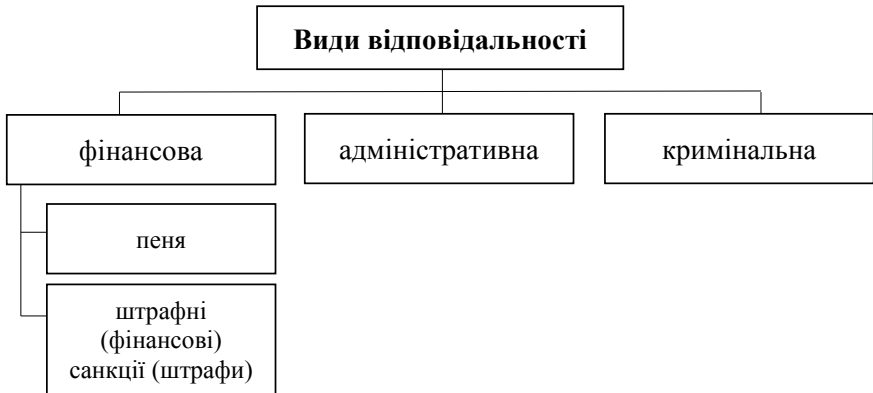 Види відповідальності
фінансова
адміністративна
кримінальна
пеня
штрафні
(фінансові)
санкції (штрафи)